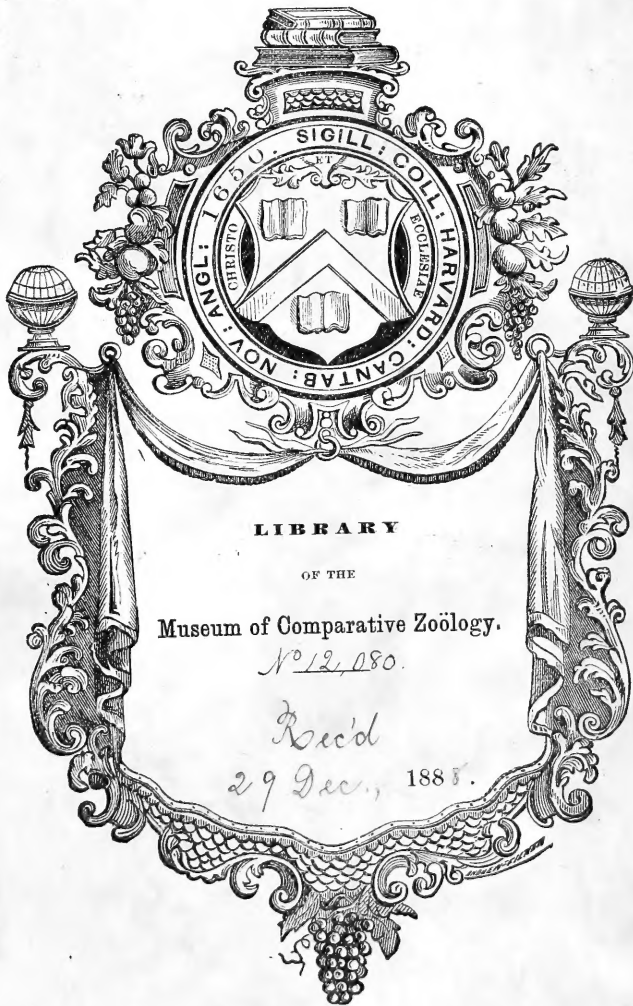 SIGILL: COLL: HARVARD: CANTAB: NOV: ANGL: 1650.
ET
CHRISTO
ECCLESIAE
LIBRARY
OF THE
Museum of Comparative Zoölogy.
No 12,080.
Rec'd
29 Dec., 1888.